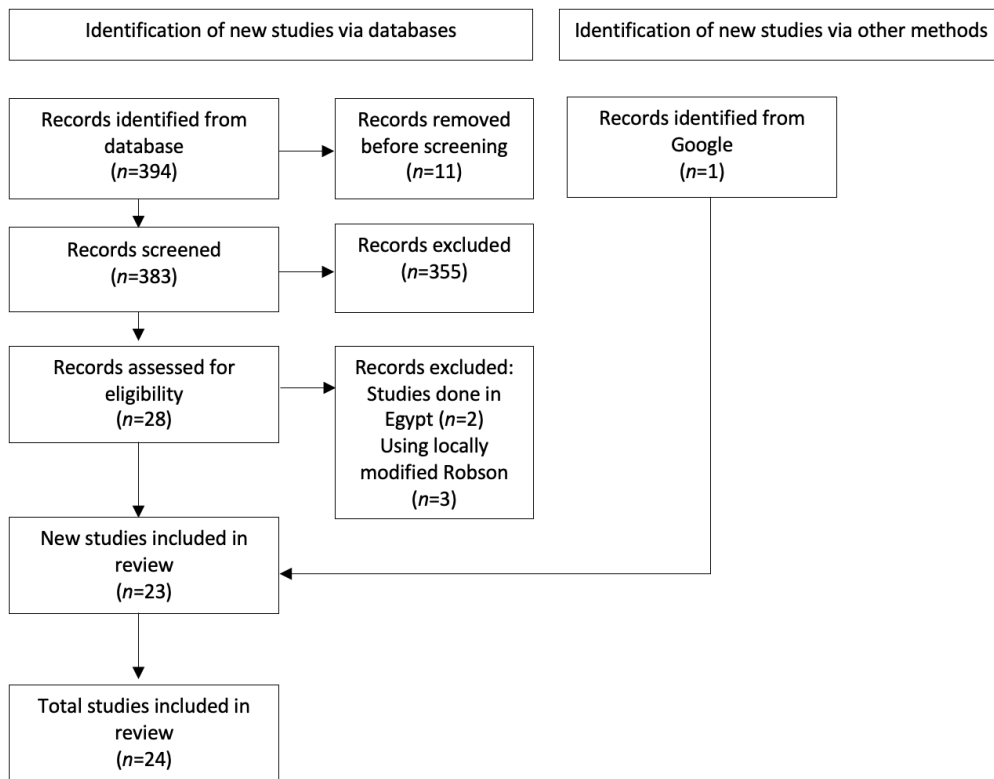 Identification of new studies via databases
Identification of new studies via other methods
Records identified from
database
(n=394)
Records removed
before screening
(n=11)
Records identified from
Google
(n=1)
Records screened
(n=383)
Records excluded
(n=355)
Records assessed for
eligibility
(n=28)
Records excluded:
Studies done in
Egypt (n=2)
Using locally
modified Robson
(n=3)
New studies included in
review
(n=23)
Total studies included in
review
(n=24)